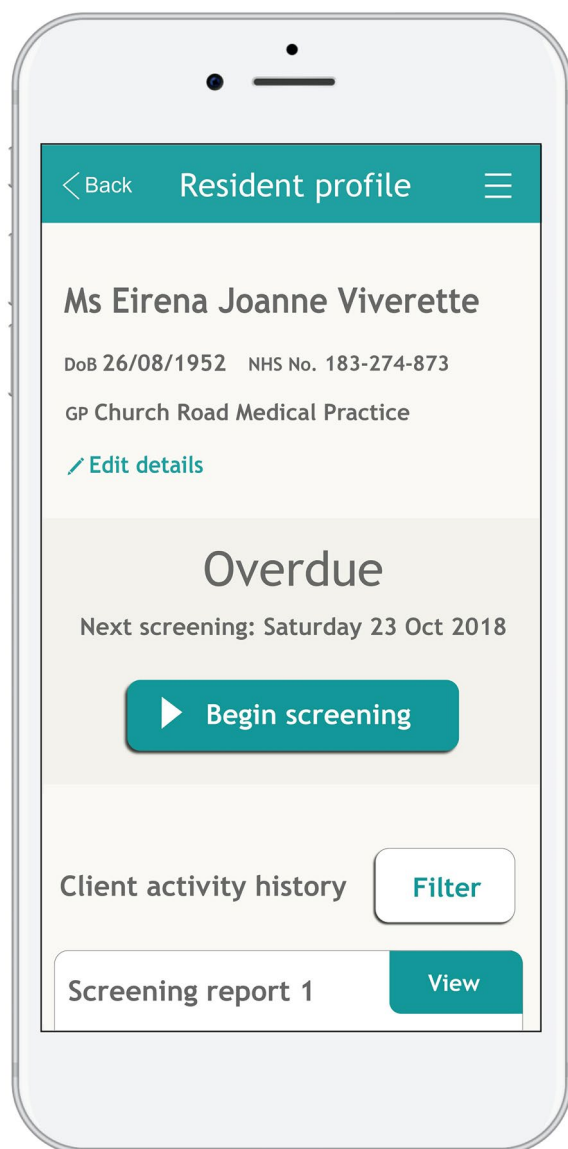 Back Resident profile
Ms Eirena Joanne Viverette
DoB 26/08/1952 NHS No. 183-274-873
GP Church Road Medical Practice
Edit details
Overdue
Next screening: Saturday 23 Oct 2018
Begin screening
Client activity history Filter
Screening report 1 View